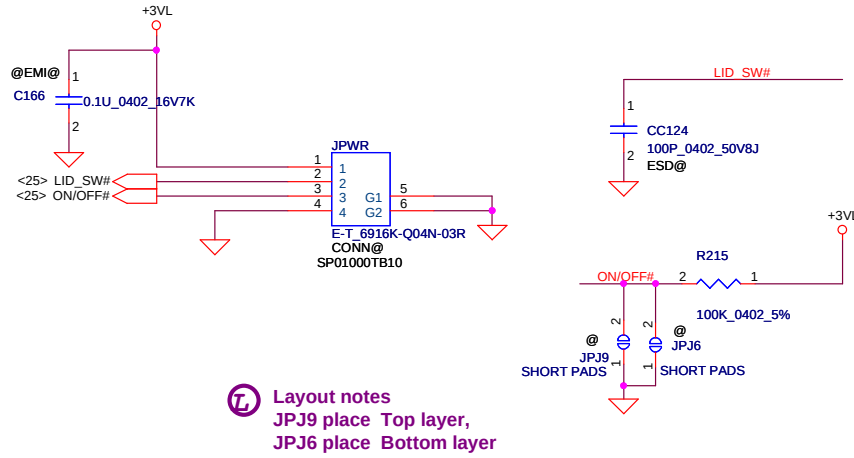 +3VL
@EMI@
1
C166
0.1U_0402_16V7K
2
JPWR
1
1
<25> LID_SW#
2
2
<25> ON/OFF#
3
3
G1
5
4
4
G2
6
E-T_6916K-Q04N-03R
CONN@
SP01000TB10
LID_SW#
1
CC124
100P_0402_50V8J
2
ESD@
+3VL
R215
ON/OFF#
2
1
100K_0402_5%
2
2
@
@
JPJ9
JPJ6
1
1
SHORT PADS
SHORT PADS
L
Layout notes
JPJ9 place Top layer,
JPJ6 place Bottom layer